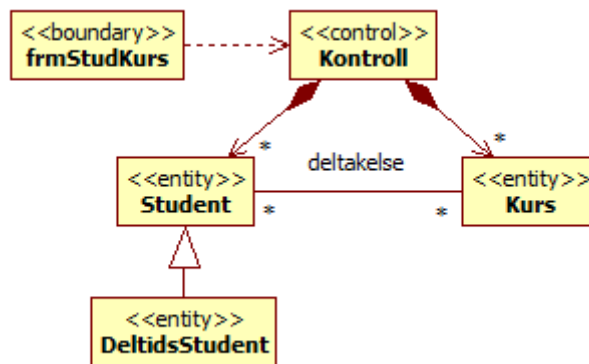 <<boundary>>
frmStudKurs
<<control>>
Kontroll
*
*
deltakelse
<<entity>>
Student
*
*
<<entity>>
Kurs
<<entity>>
DeltidsStudent